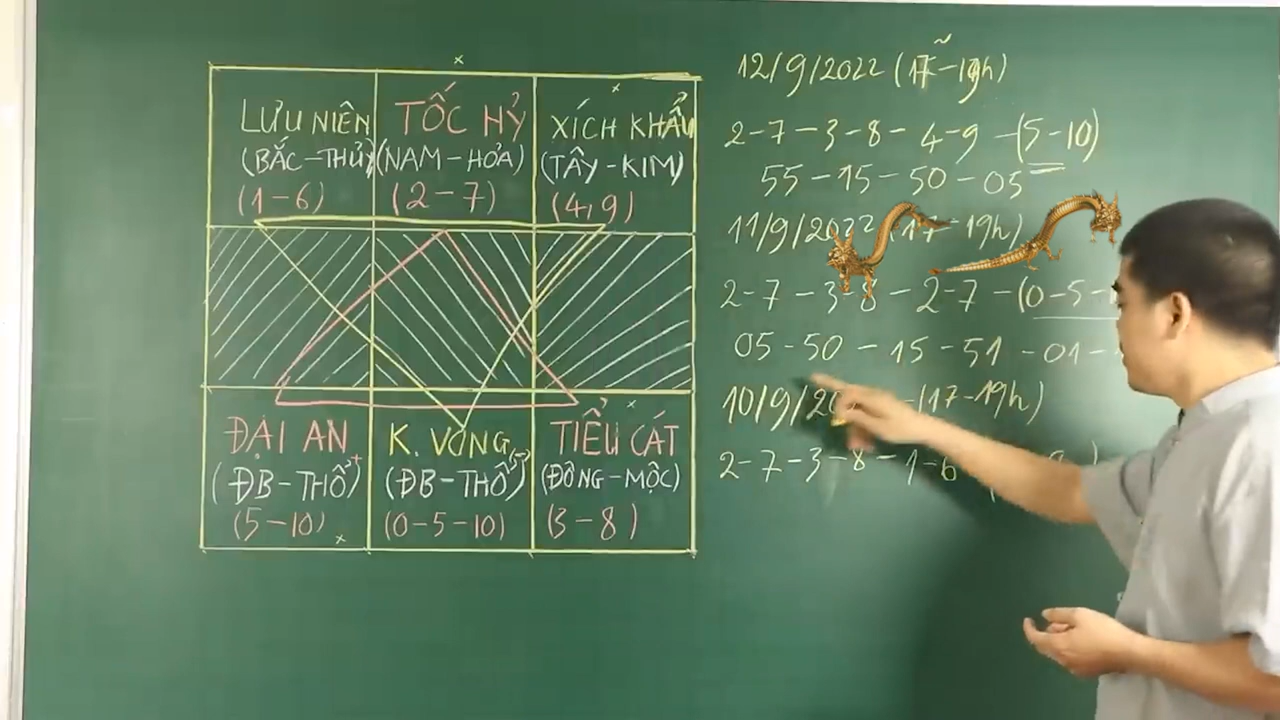 LƯU NIÊN
(BẮC-THỦY)
(1-6)
TỐC HỶ
(NAM-HỎA)
(2-7)
XÍCH KHẨU
(TÂY-KIM)
(4,9)
ĐẠI AN
(ĐB-THỔ)
(5-10)
K. VONG
(ĐB-THỔ)
(0-5-10)
TIỂU CÁT
(ĐÔNG-MỘC)
(3-8)
12/9/2022 (17-19h)
2-7-3-8-4-9-(5-10)
55-15-50-05
11/9/2022 (17-19h)
2-7-3-8-2-7-(0-5-
05-50-15-51-01-
10/9/20 -(17-19h)
2-7-3-8-1-6